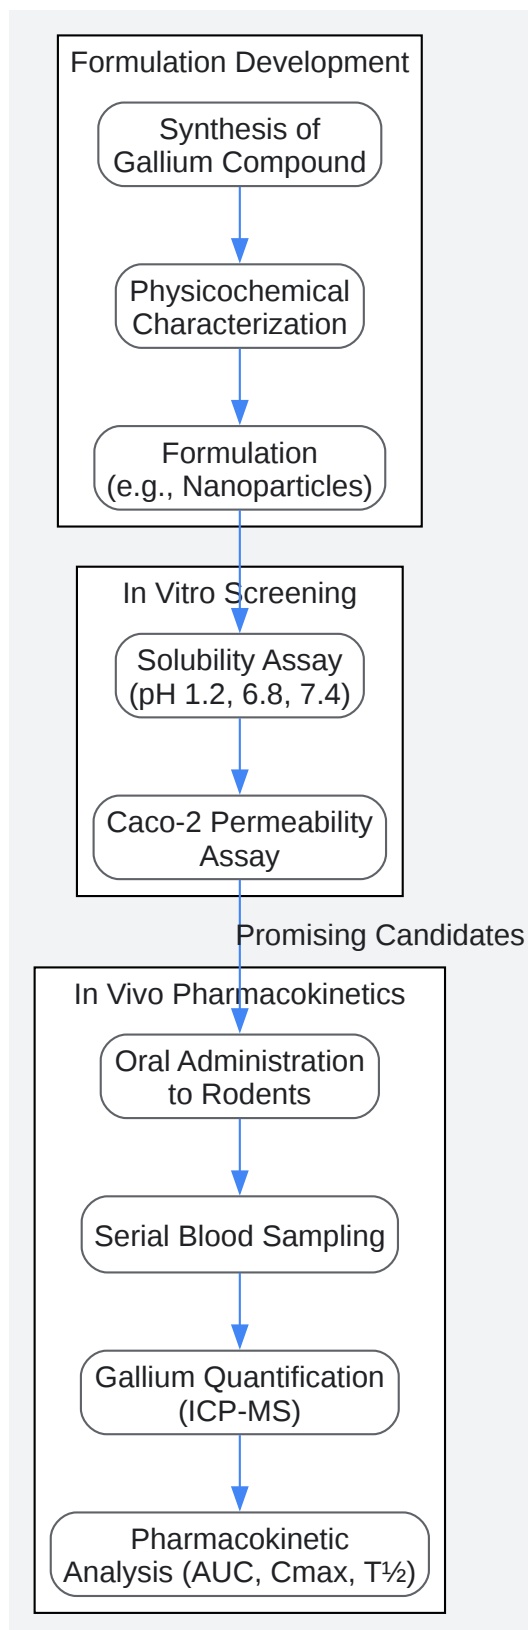 Formulation Development
Synthesis of
Gallium Compound
Physicochemical
Characterization
Formulation
(e.g., Nanoparticles)
In Vitro Screening
Solubility Assay
(pH 1.2, 6.8, 7.4)
Caco-2 Permeability
Assay
Promising Candidates
In Vivo Pharmacokinetics
Oral Administration
to Rodents
Serial Blood Sampling
Gallium Quantification
(ICP-MS)
Pharmacokinetic
Analysis (AUC, Cmax, T½)